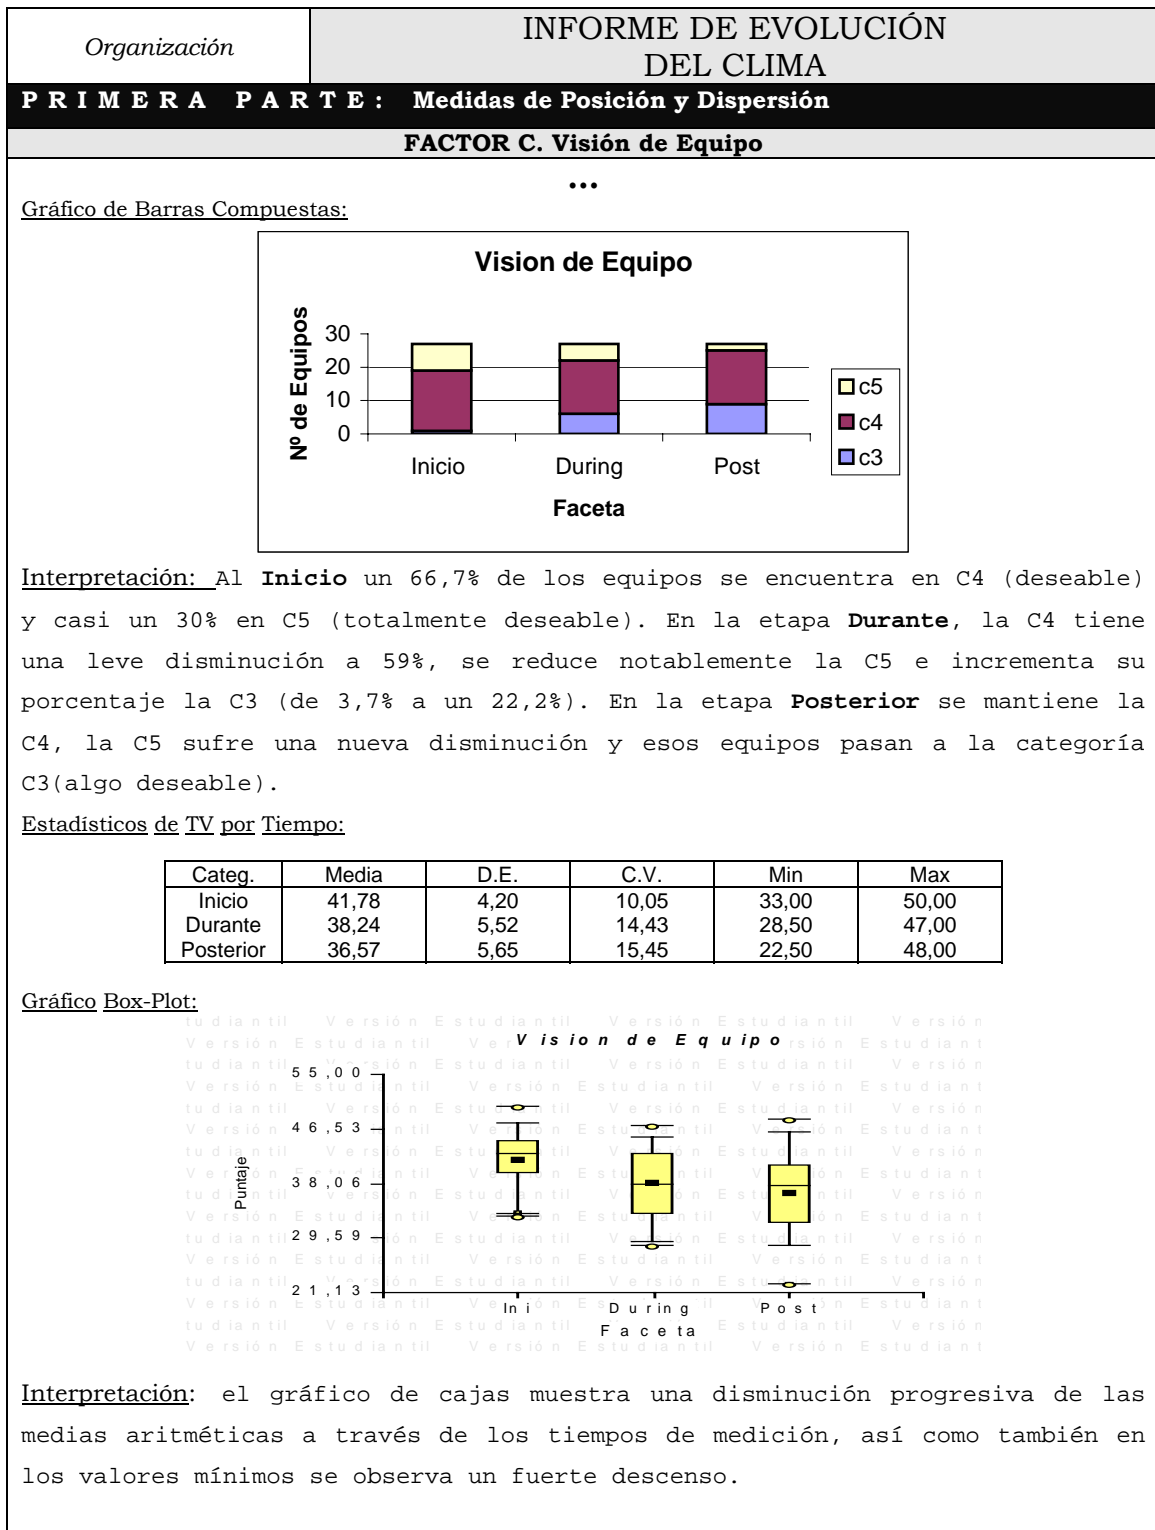 Organización
INFORME DE EVOLUCIÓN
DEL CLIMA
PRIMERA PARTE: Medidas de Posición y Dispersión
FACTOR C. Visión de Equipo
...
Gráfico de Barras Compuestas:
Vision de Equipo
Nº de Equipos
30
20
10
0
Inicio During Post
Faceta
c5
c4
c3
Interpretación: Al Inicio un 66,7% de los equipos se encuentra en C4 (deseable)
y casi un 30% en C5 (totalmente deseable). En la etapa Durante, la C4 tiene
una leve disminución a 59%, se reduce notablemente la C5 e incrementa su
porcentaje la C3 (de 3,7% a un 22,2%). En la etapa Posterior se mantiene la
C4, la C5 sufre una nueva disminución y esos equipos pasan a la categoría
C3(algo deseable).
Estadísticos de TV por Tiempo:
Categ. Media D.E. C.V. Min Max
Inicio 41,78 4,20 10,05 33,00 50,00
Durante 38,24 5,52 14,43 28,50 47,00
Posterior 36,57 5,65 15,45 22,50 48,00
Gráfico Box-Plot:
Vision de Equipo
55,00
46,53
38,06
29,59
21,13
Puntaje
Ini During Post
Faceta
Versión Estudiantil
Interpretación: el gráfico de cajas muestra una disminución progresiva de las
medias aritméticas a través de los tiempos de medición, así como también en
los valores mínimos se observa un fuerte descenso.